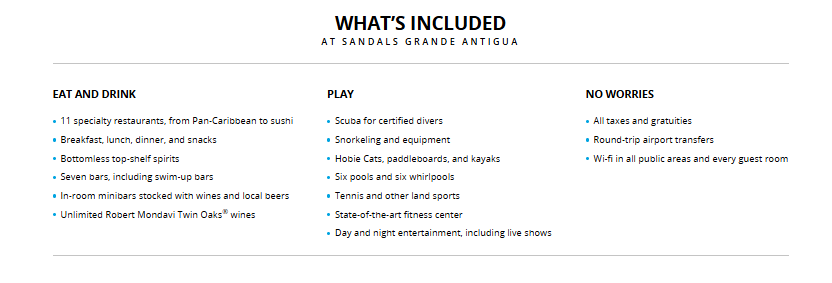 WHAT'S INCLUDED
AT SANDALS GRANDE ANTIGUA
EAT AND DRINK
• 11 specialty restaurants, from Pan-Caribbean to sushi
• Breakfast, lunch, dinner, and snacks
• Bottomless top-shelf spirits
• Seven bars, including swim-up bars
• In-room minibars stocked with wines and local beers
• Unlimited Robert Mondavi Twin Oaks® wines
PLAY
• Scuba for certified divers
• Snorkeling and equipment
• Hobie Cats, paddleboards, and kayaks
• Six pools and six whirlpools
• Tennis and other land sports
• State-of-the-art fitness center
• Day and night entertainment, including live shows
NO WORRIES
• All taxes and gratuities
• Round-trip airport transfers
• Wi-fi in all public areas and every guest room